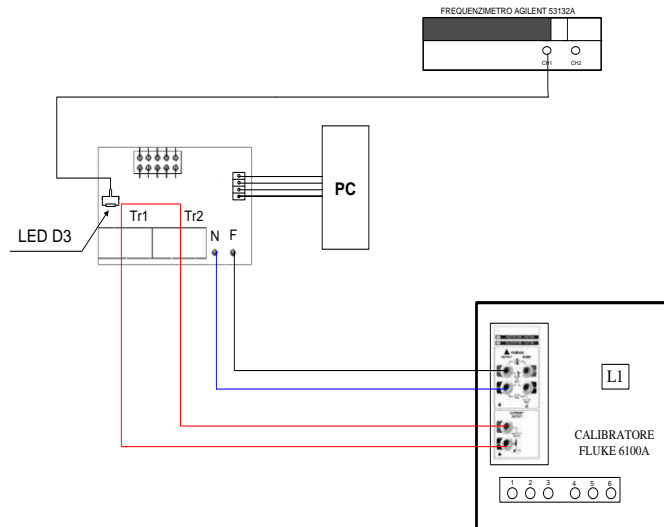 FREQUENZIMETRO AGILENT 53132A
CH1 CH2
PC
Tr1 Tr2
LED D3
N F
L1
CALIBRATORE
FLUKE 6100A
1 2 3 4 5 6